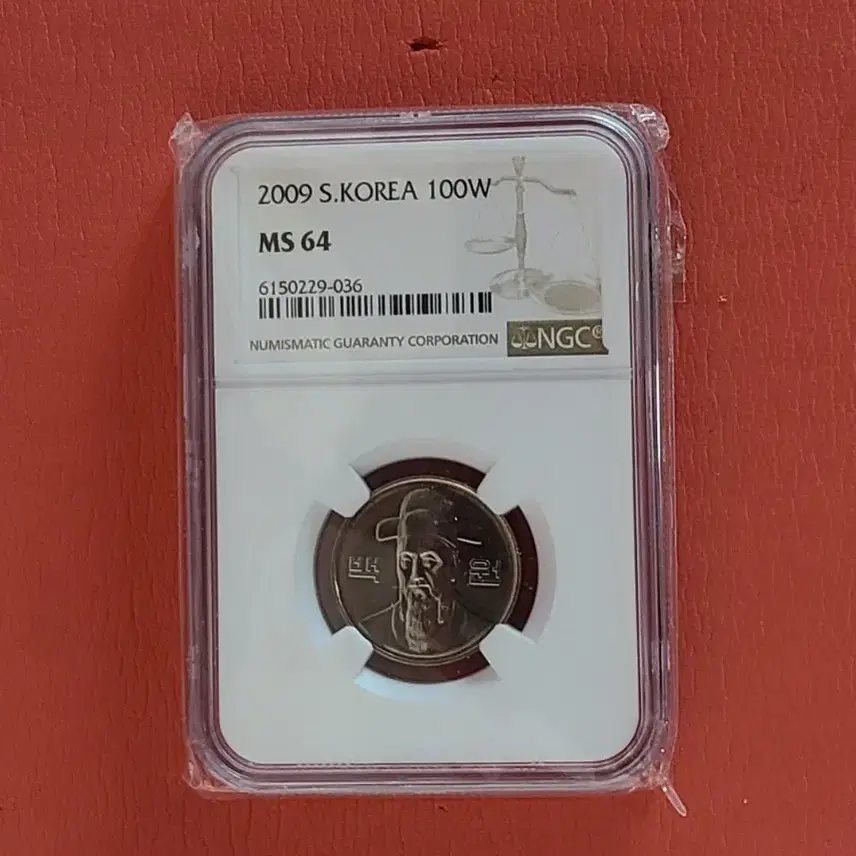 2009 S.KOREA 100W
MS 64
6150229-036
NUMISMATIC GUARANTY CORPORATION
NGC®
백 원